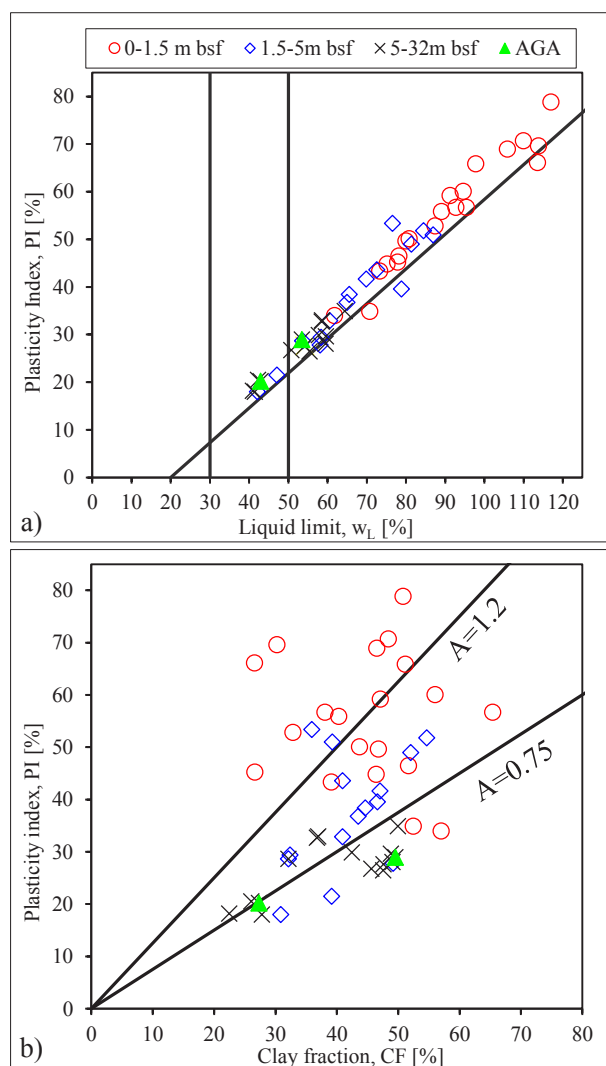 0-1.5 m bsf 1.5-5m bsf 5-32m bsf AGA
Plasticity Index, PI [%]
80
70
60
50
40
30
20
10
0
0 10 20 30 40 50 60 70 80 90 100 110 120
Liquid limit, wL [%]
a)
Plasticity index, PI [%]
80
70
60
50
40
30
20
10
0
A=1.2
A=0.75
0 10 20 30 40 50 60 70 80
Clay fraction, CF [%]
b)